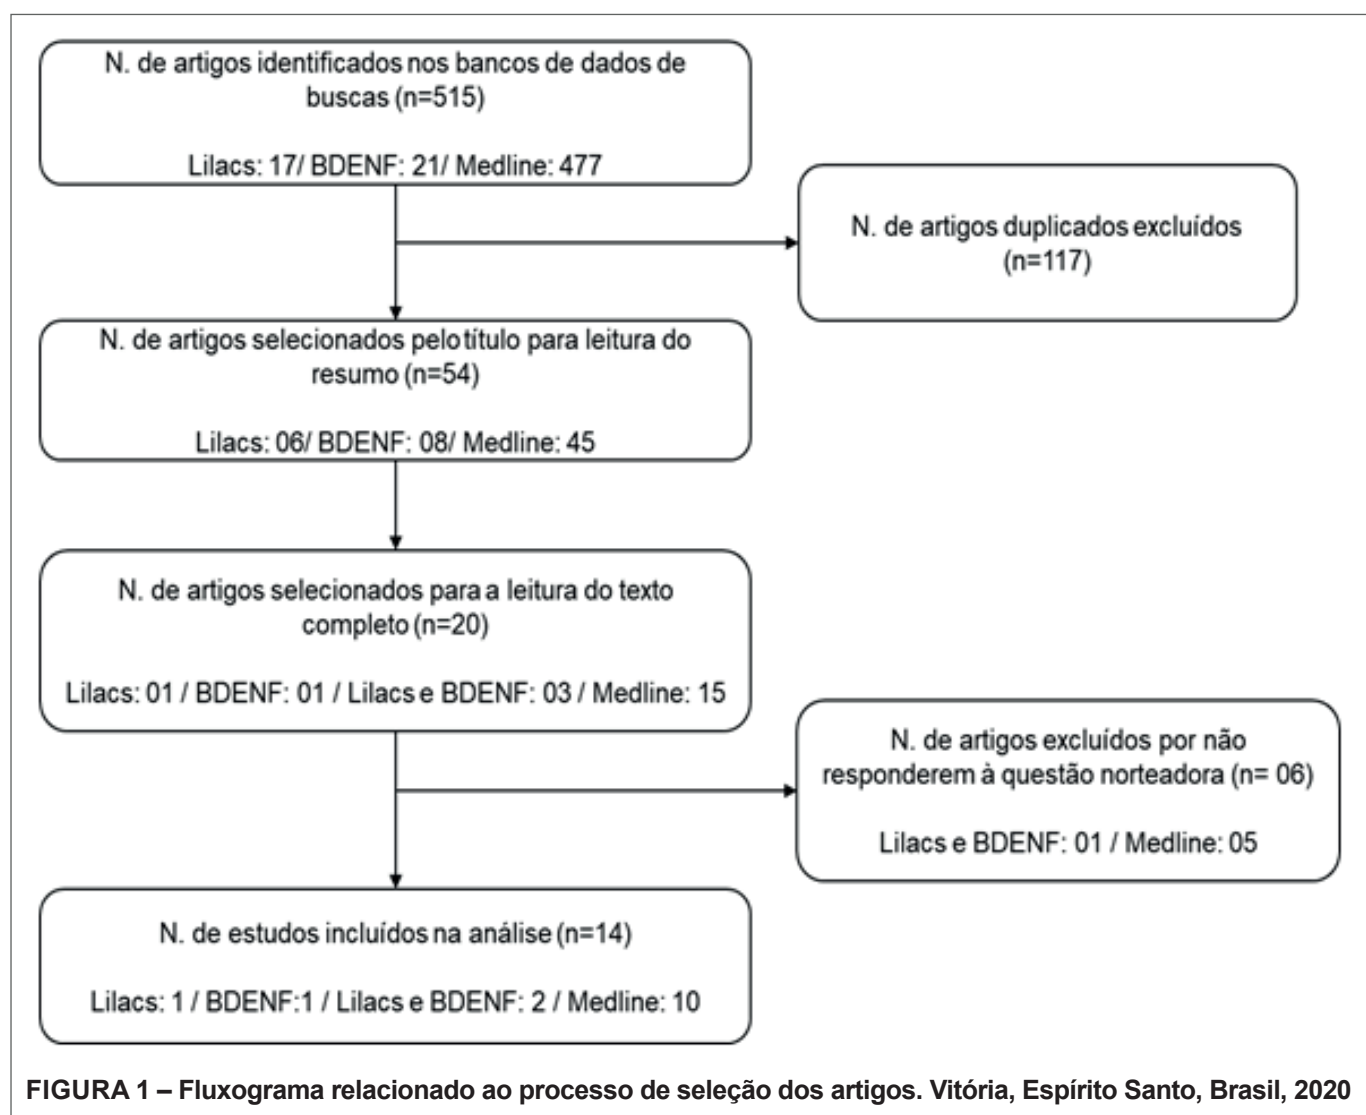 N. de artigos identificados nos bancos de dados de
buscas (n=515)
Lilacs: 17/ BDENF: 21/ Medline: 477
N. de artigos duplicados excluídos
(n=117)
N. de artigos selecionados pelo título para leitura do
resumo (n=54)
Lilacs: 06/ BDENF: 08/ Medline: 45
N. de artigos selecionados para a leitura do texto
completo (n=20)
Lilacs: 01 / BDENF: 01 / Lilacs e BDENF: 03 / Medline: 15
N. de artigos excluídos por não
responderem à questão norteadora (n= 06)
Lilacs e BDENF: 01 / Medline: 05
N. de estudos incluídos na análise (n=14)
Lilacs: 1 / BDENF:1 / Lilacs e BDENF: 2 / Medline: 10
FIGURA 1 – Fluxograma relacionado ao processo de seleção dos artigos. Vitória, Espírito Santo, Brasil, 2020